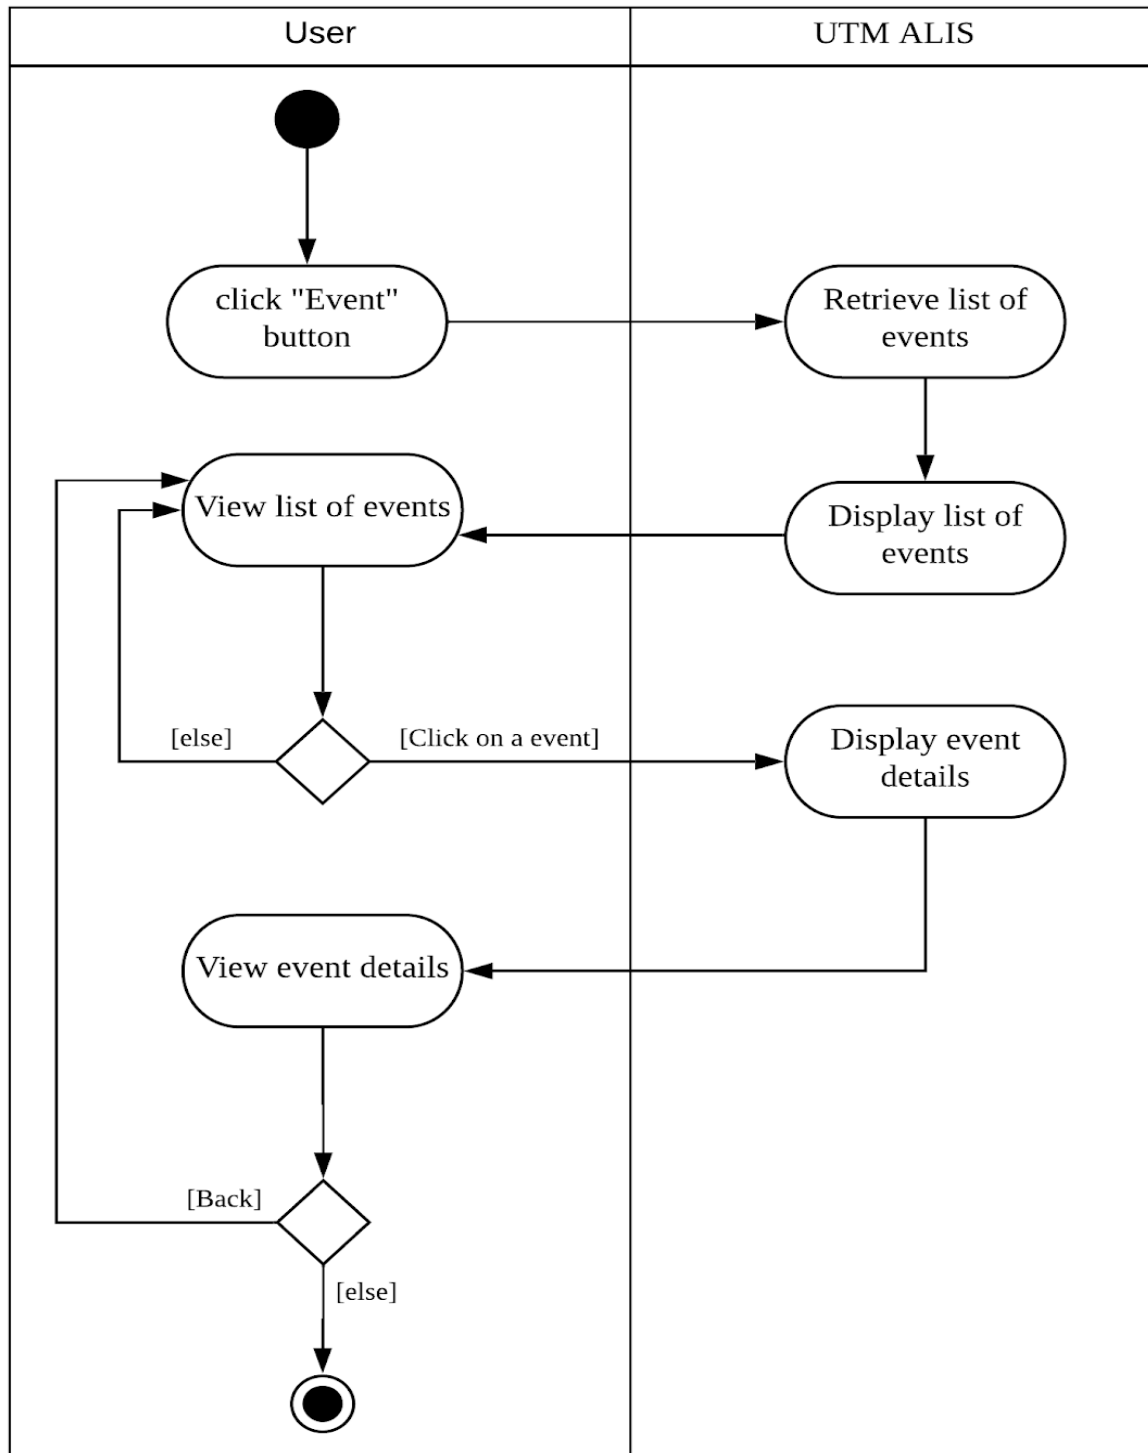 User
UTM ALIS
click "Event"
button
Retrieve list of
events
View list of events
Display list of
events
[else]
[Click on a event]
Display event
details
View event details
[Back]
[else]